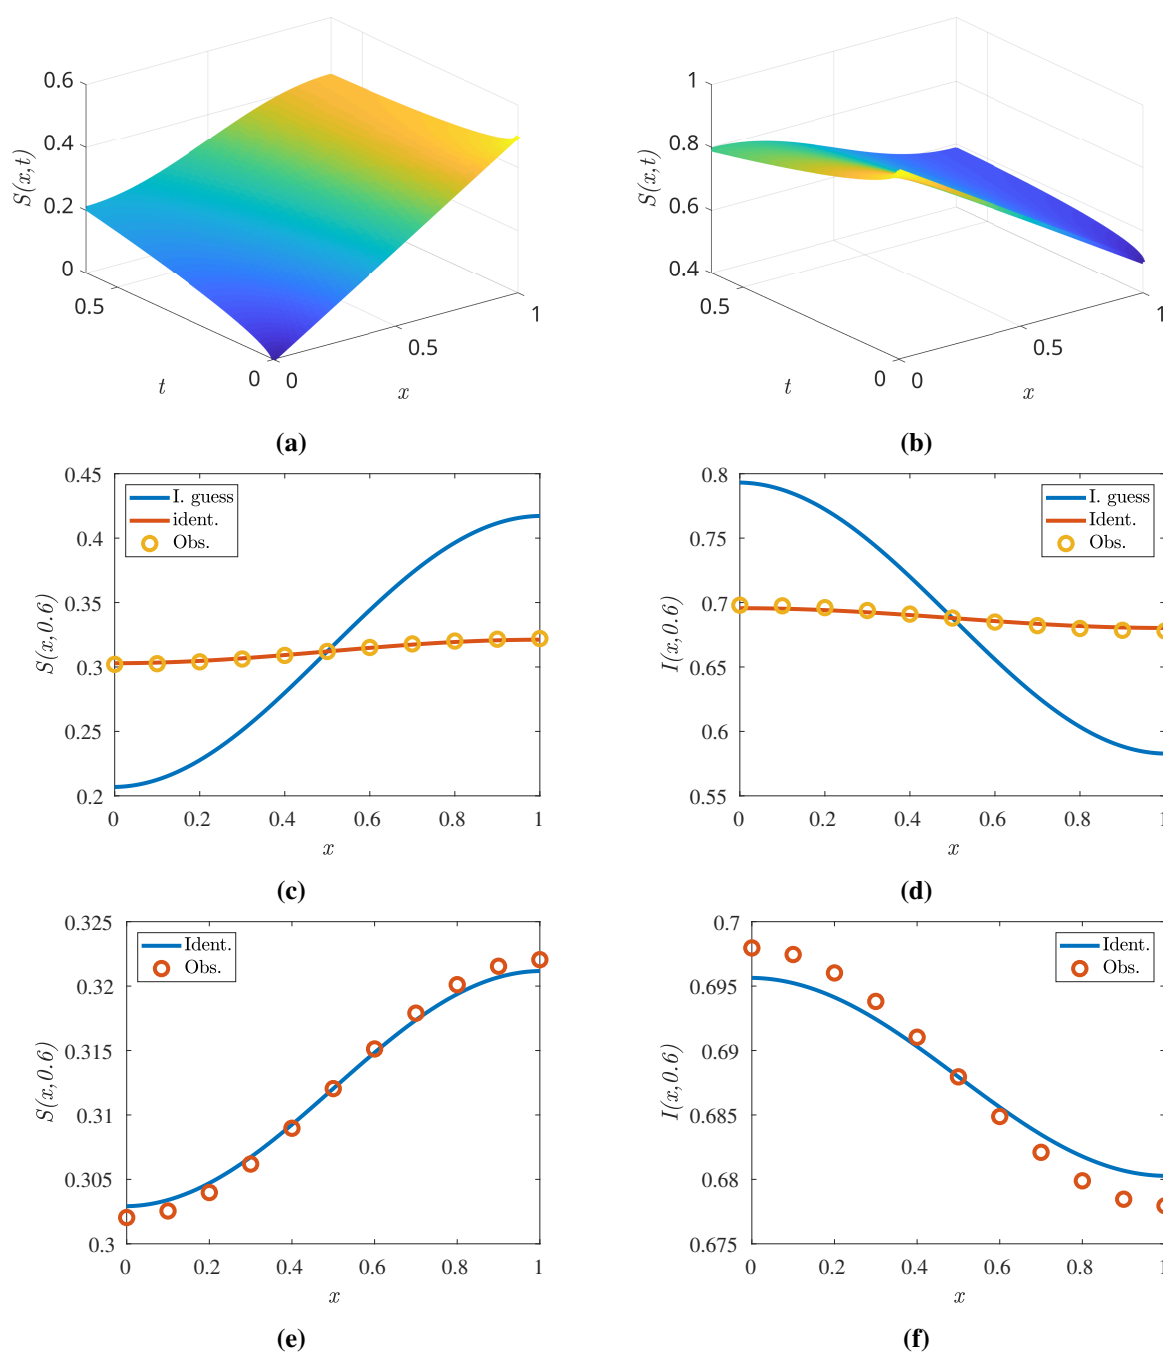 0.6
0.4
0.2
0
S(x,t)
0.5
0
t
0
0.5
1
x
(a)
1
0.8
0.6
0.4
S(x,t)
0.5
0
t
0
0.5
1
x
(b)
0.45
0.4
0.35
0.3
0.25
0.2
S(x,0.6)
I. guess
ident.
Obs.
0 0.2 0.4 0.6 0.8 1
x
(c)
0.8
0.75
0.7
0.65
0.6
0.55
I(x,0.6)
I. guess
Ident.
Obs.
0 0.2 0.4 0.6 0.8 1
x
(d)
0.325
0.32
0.315
0.31
0.305
0.3
S(x,0.6)
Ident.
Obs.
0 0.2 0.4 0.6 0.8 1
x
(e)
0.7
0.695
0.69
0.685
0.68
0.675
I(x,0.6)
Ident.
Obs.
0 0.2 0.4 0.6 0.8 1
x
(f)